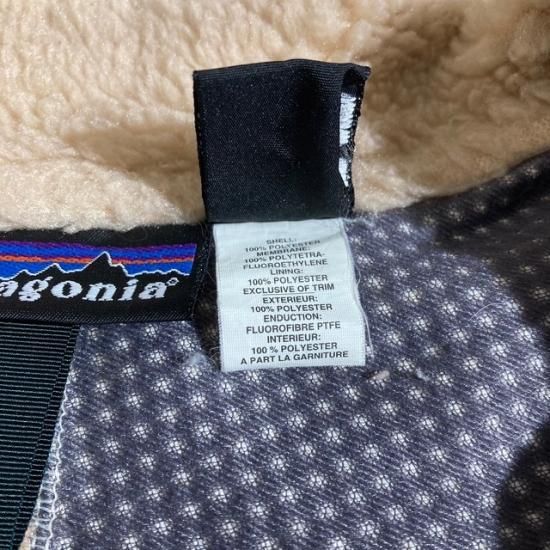 agonia®
SHELL:
100% POLYESTER
MEMBRANE:
100% POLYTETRA-
FLUOROETHYLENE
LINING:
100% POLYESTER
EXCLUSIVE OF TRIM
EXTERIEUR:
100% POLYESTER
ENDUCTION:
FLUOROFIBRE PTFE
INTERIEUR:
100 % POLYESTER
A PART LA GARNITURE